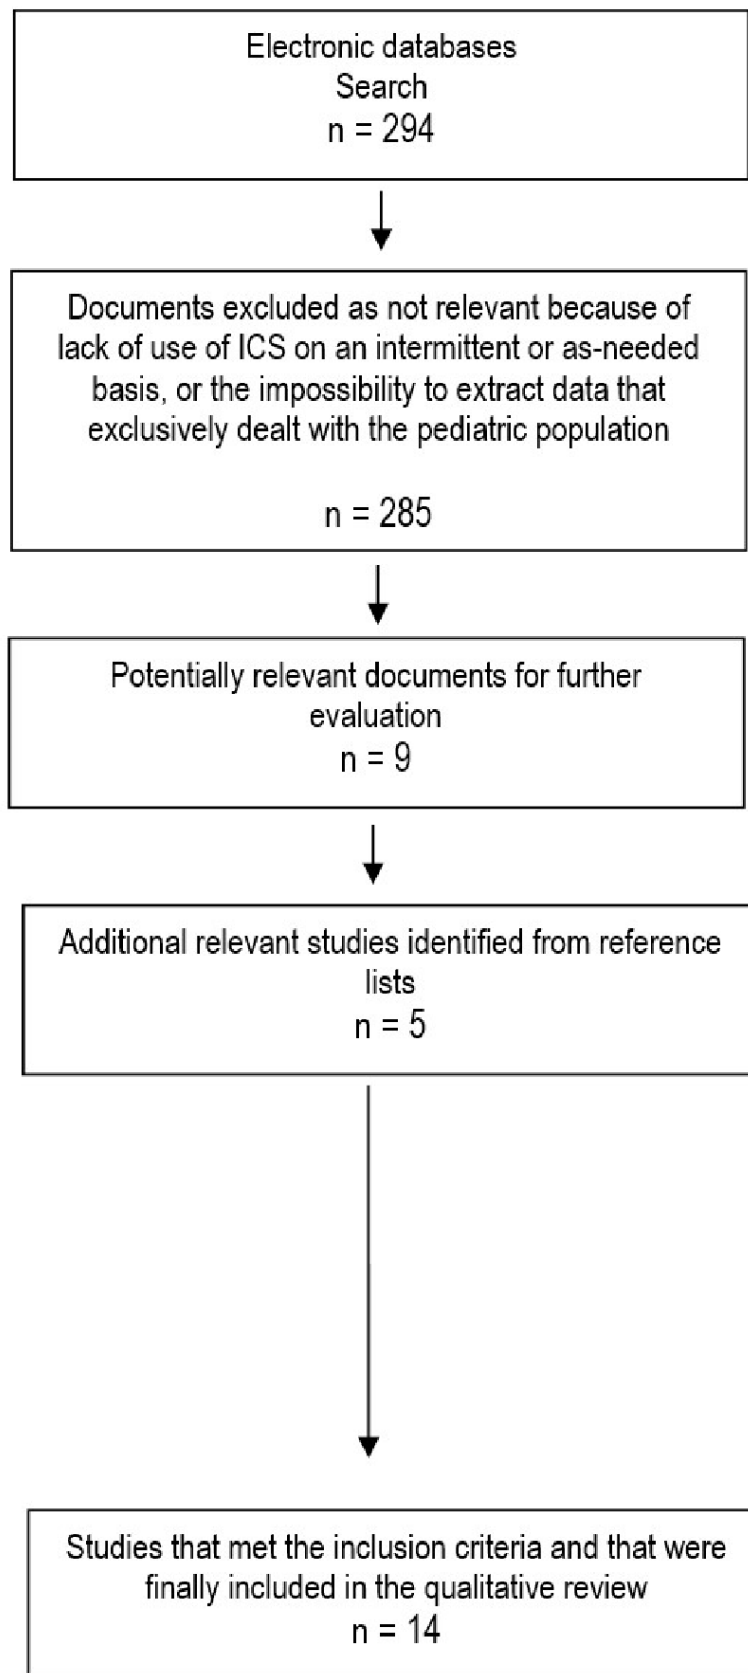 Electronic databases
Search
n = 294
Documents excluded as not relevant because of
lack of use of ICS on an intermittent or as-needed
basis, or the impossibility to extract data that
exclusively dealt with the pediatric population
n = 285
Potentially relevant documents for further
evaluation
n = 9
Additional relevant studies identified from reference
lists
n = 5
Studies that met the inclusion criteria and that were
finally included in the qualitative review
n = 14